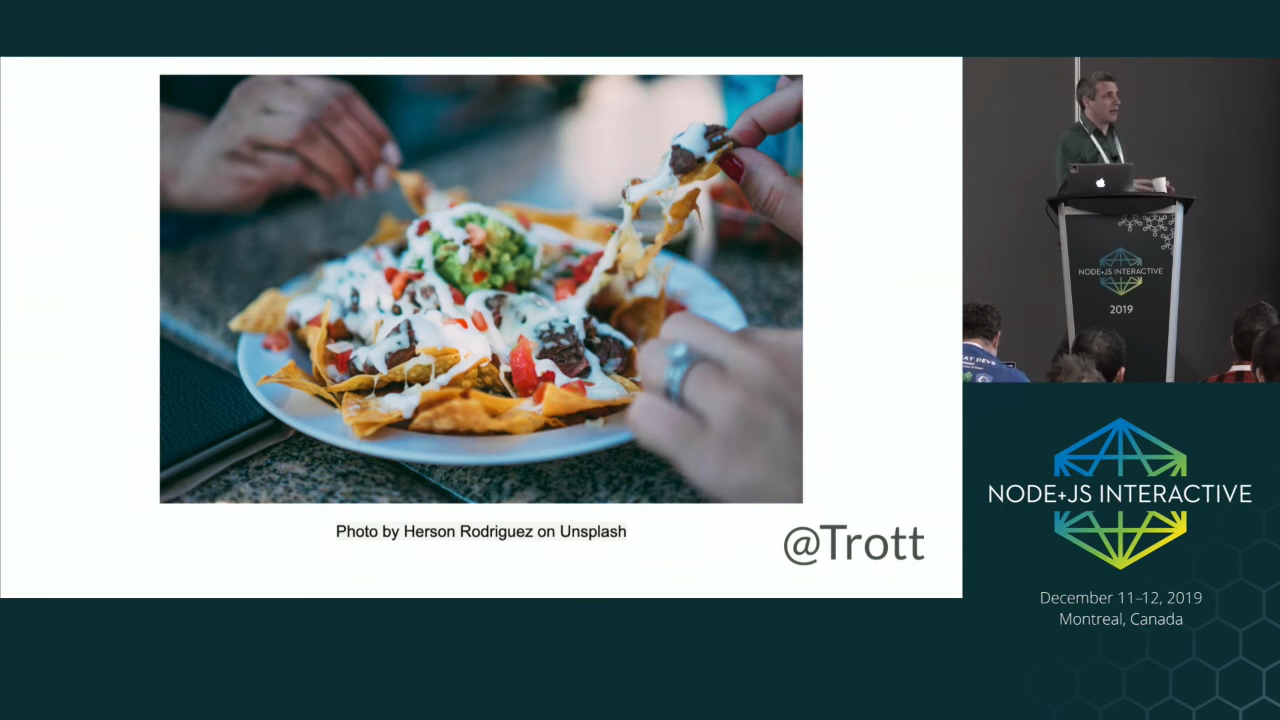 Photo by Herson Rodriguez on Unsplash
@Trott
NODE+JS INTERACTIVE
2019
NODE+JS INTERACTIVE
December 11–12, 2019
Montreal, Canada